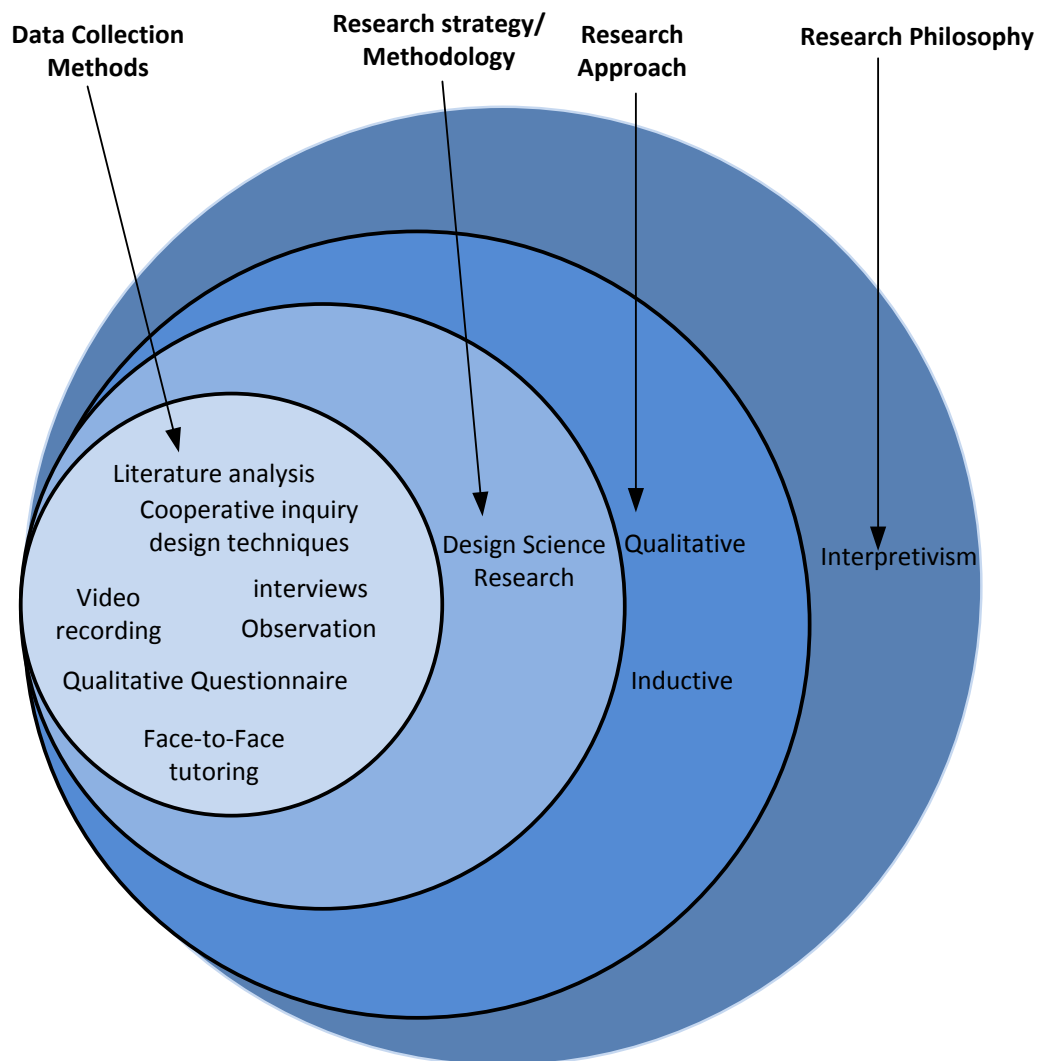 Data Collection
Methods
Research strategy/
Methodology
Research
Approach
Research Philosophy
Literature analysis
Cooperative inquiry
design techniques
interviews
Video
recording
Observation
Qualitative Questionnaire
Face-to-Face
tutoring
Design Science
Research
Qualitative
Inductive
Interpretivism